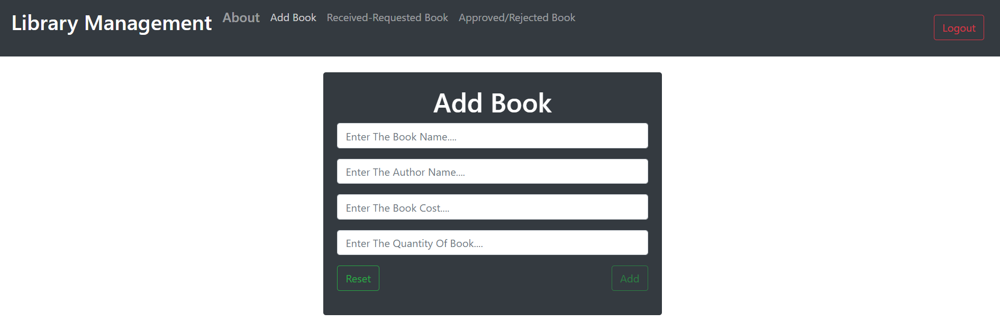 Library Management About Add Book Received-Requested Book Approved/Rejected Book Logout
Add Book
Enter The Book Name....
Enter The Author Name....
Enter The Book Cost....
Enter The Quantity Of Book....
Reset Add